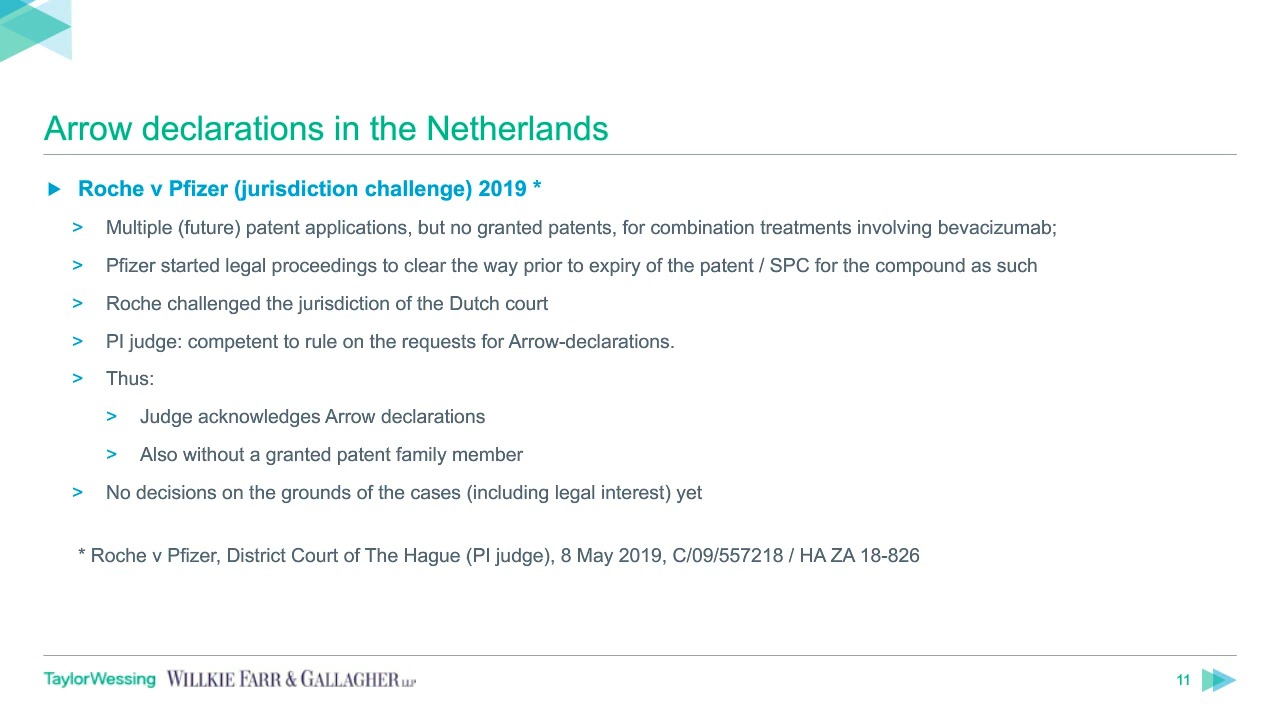 Arrow declarations in the Netherlands
Roche v Pfizer (jurisdiction challenge) 2019 *
> Multiple (future) patent applications, but no granted patents, for combination treatments involving bevacizumab;
> Pfizer started legal proceedings to clear the way prior to expiry of the patent / SPC for the compound as such
> Roche challenged the jurisdiction of the Dutch court
> PI judge: competent to rule on the requests for Arrow-declarations.
> Thus:
> Judge acknowledges Arrow declarations
> Also without a granted patent family member
> No decisions on the grounds of the cases (including legal interest) yet
* Roche v Pfizer, District Court of The Hague (PI judge), 8 May 2019, C/09/557218 / HA ZA 18-826
TaylorWessing WILLKIE FARR & GALLAGHER LLP 11